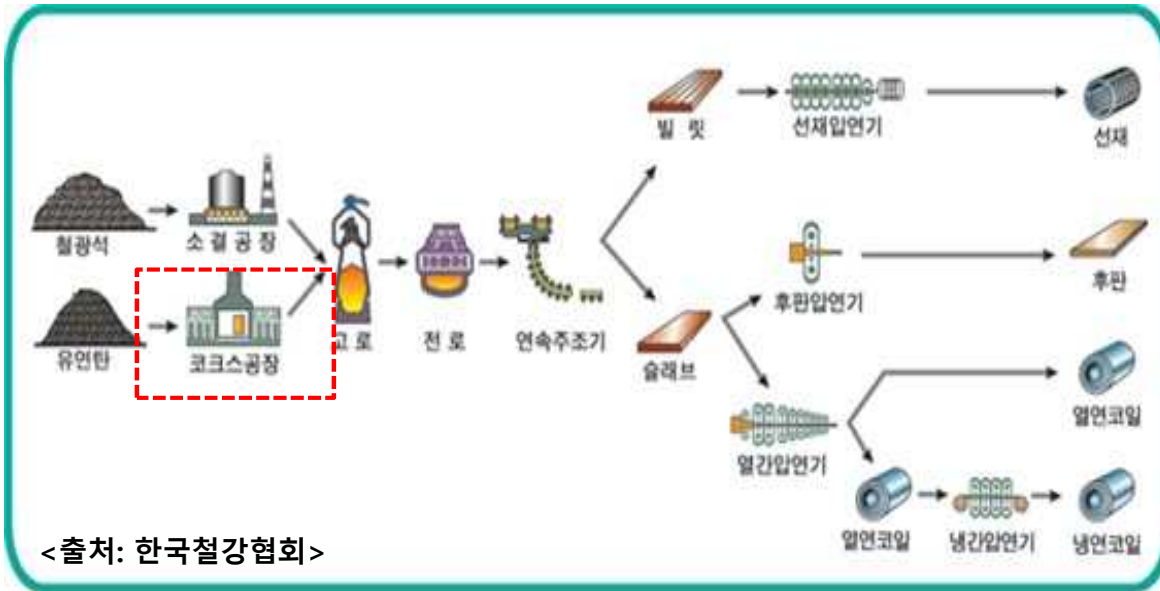 빌 릿
선재압연기
선재
철광석
소결공장
후판압연기
후판
유연탄
코크스공장
고로
전로
연속주조기
슬래브
열연코일
열간압연기
열연코일
냉간압연기
냉연코일
<출처: 한국철강협회>